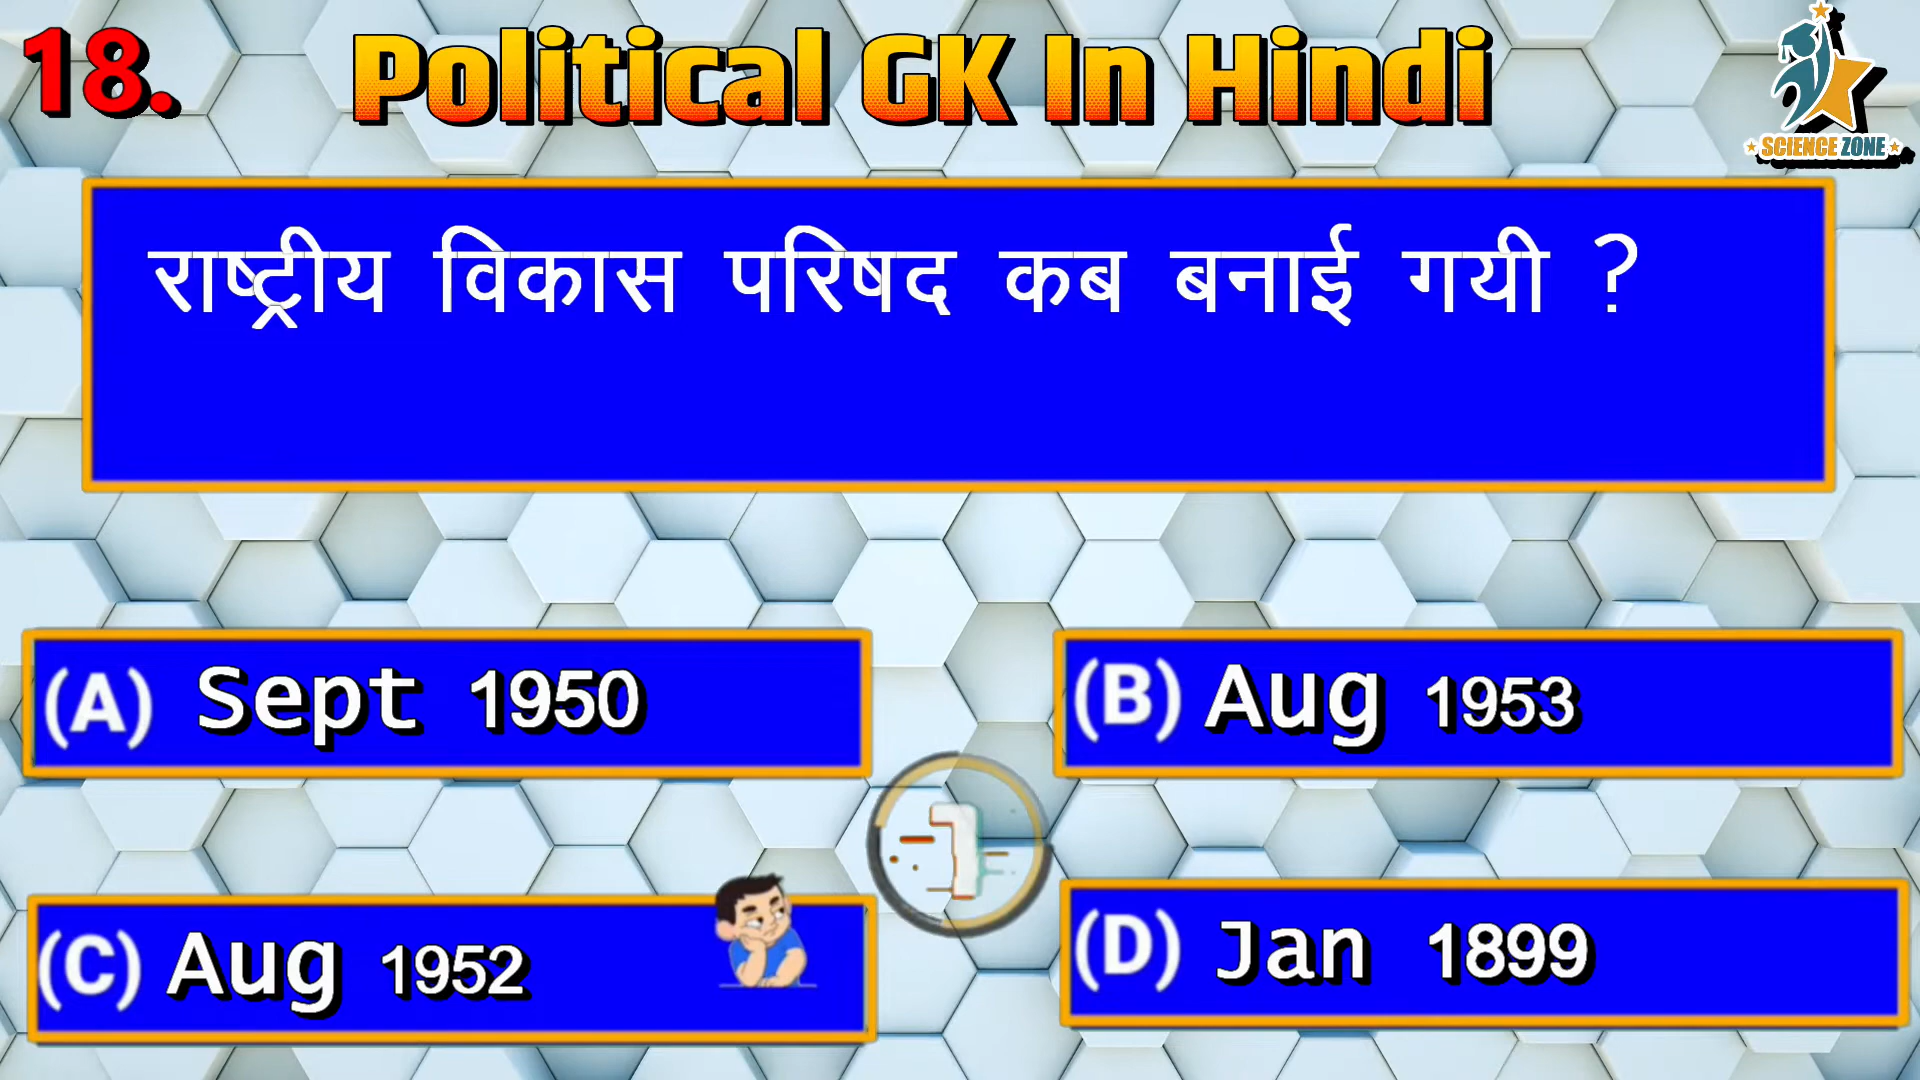 18.
Political GK In Hindi
SCIENCE ZONE
राष्ट्रीय विकास परिषद कब बनाई गयी ?
(A) Sept 1950
(B) Aug 1953
(C) Aug 1952
(D) Jan 1899